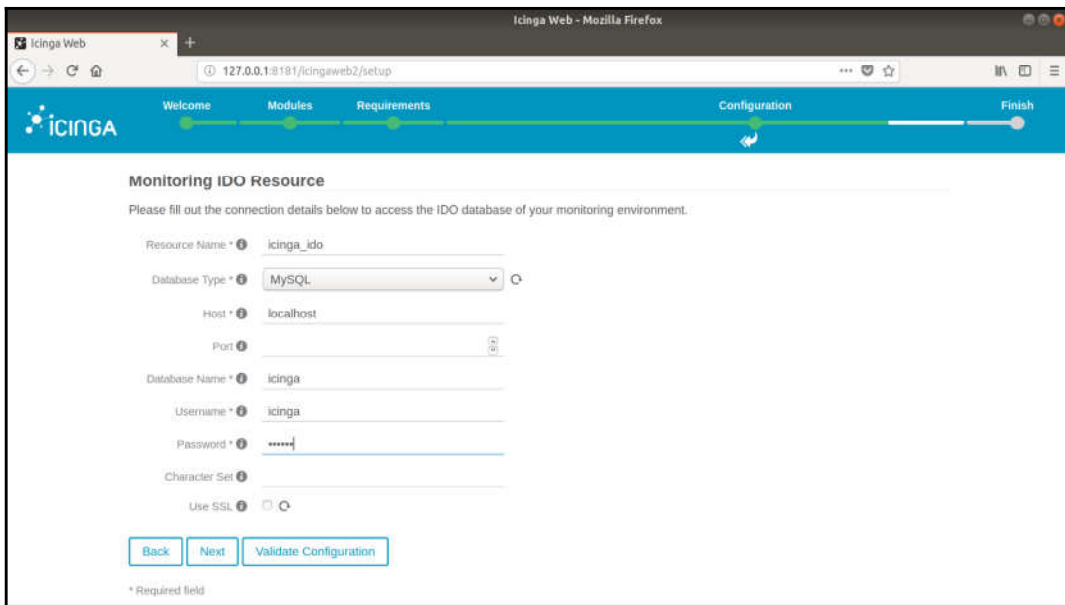 Icinga Web - Mozilla Firefox
Icinga Web
127.0.0.1:8181/icingaweb2/setup
Welcome Modules Requirements Configuration Finish
ICINGA
Monitoring IDO Resource
Please fill out the connection details below to access the IDO database of your monitoring environment.
Resource Name * icinga_ido
Database Type * MySQL
Host * localhost
Port
Database Name * icinga
Username * icinga
Password * ••••••
Character Set
Use SSL
Back Next Validate Configuration
* Required field